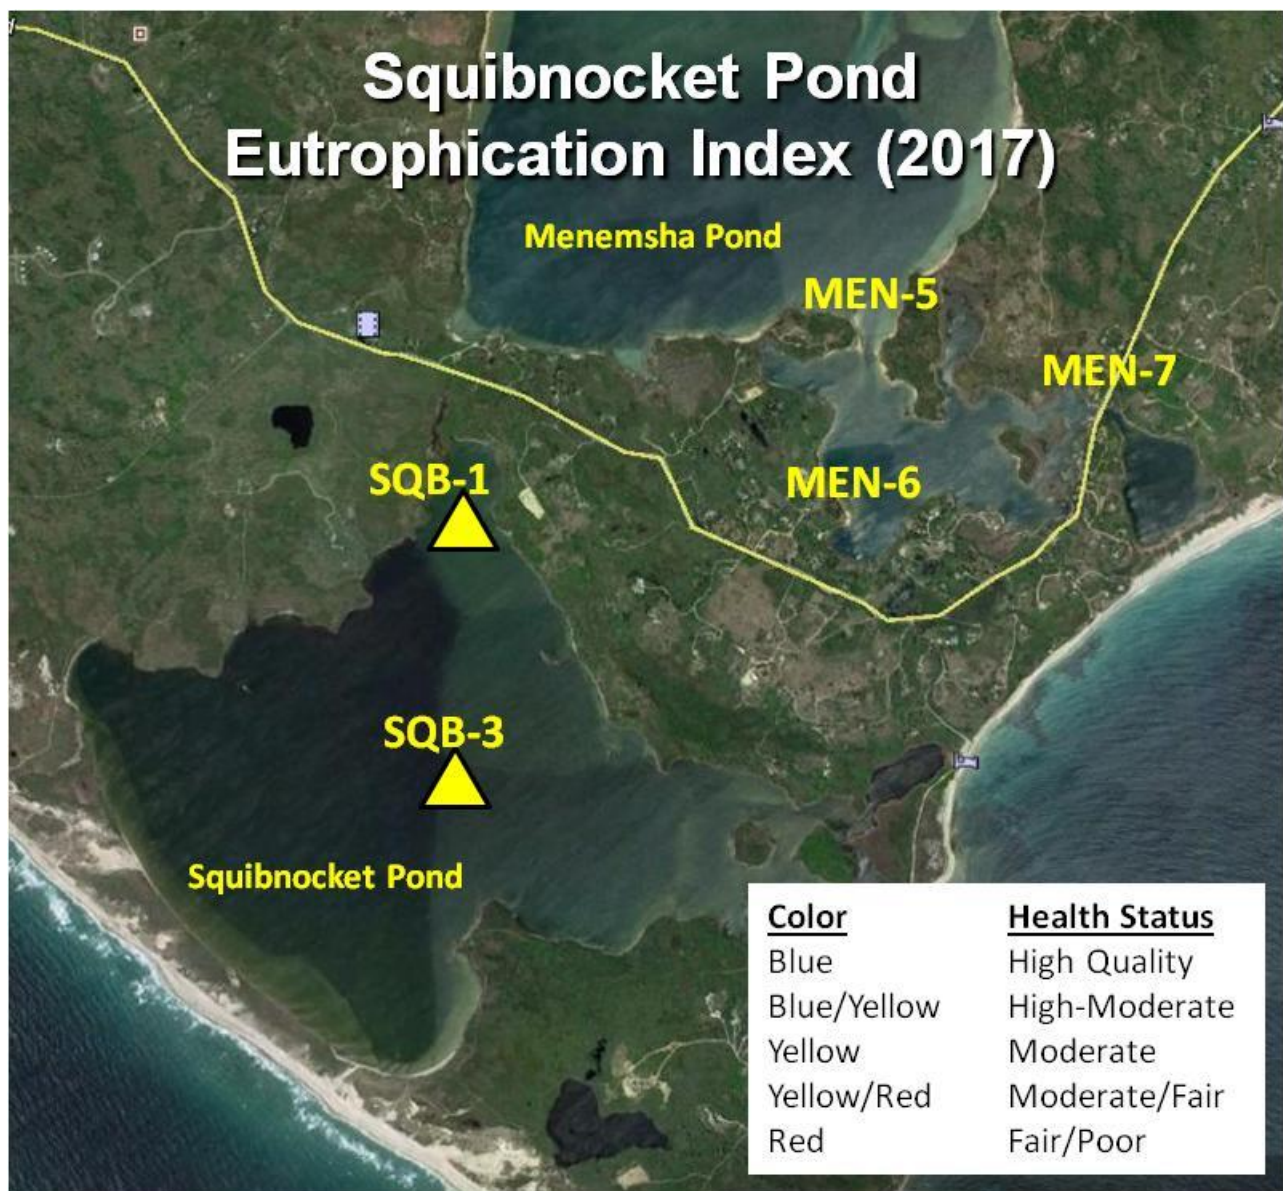 Squibnocket Pond
Eutrophication Index (2017)
Menemsha Pond
MEN-5
MEN-7
SQB-1
MEN-6
SQB-3
Squibnocket Pond
Color Health Status
Blue High Quality
Blue/Yellow High-Moderate
Yellow Moderate
Yellow/Red Moderate/Fair
Red Fair/Poor